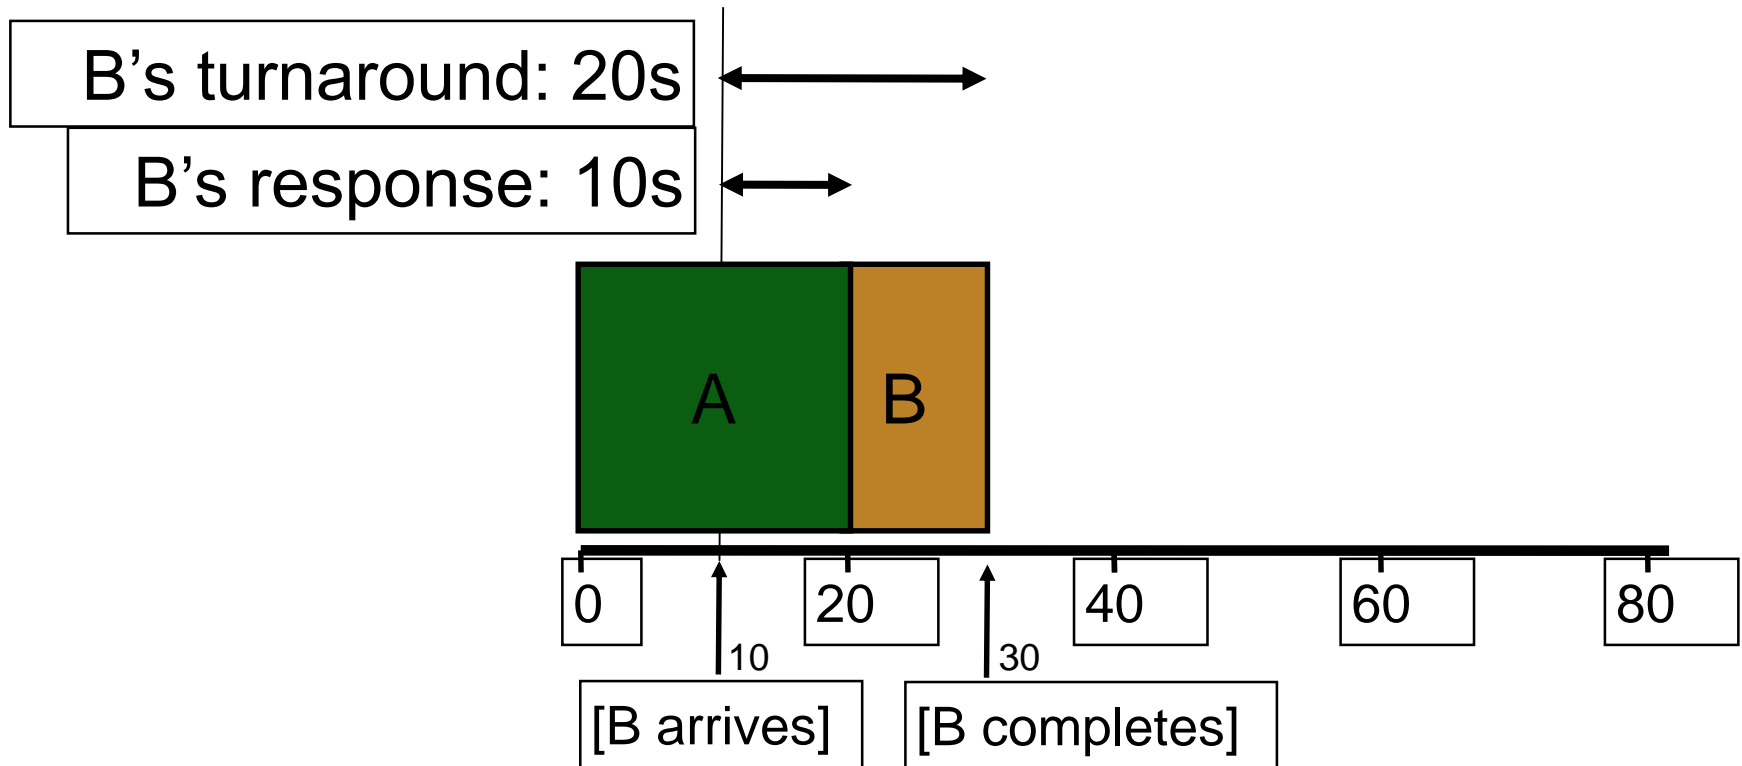 B’s turnaround: 20s
B’s response: 10s
A
B
0
20
40
60
80
10
30
[B arrives]
[B completes]